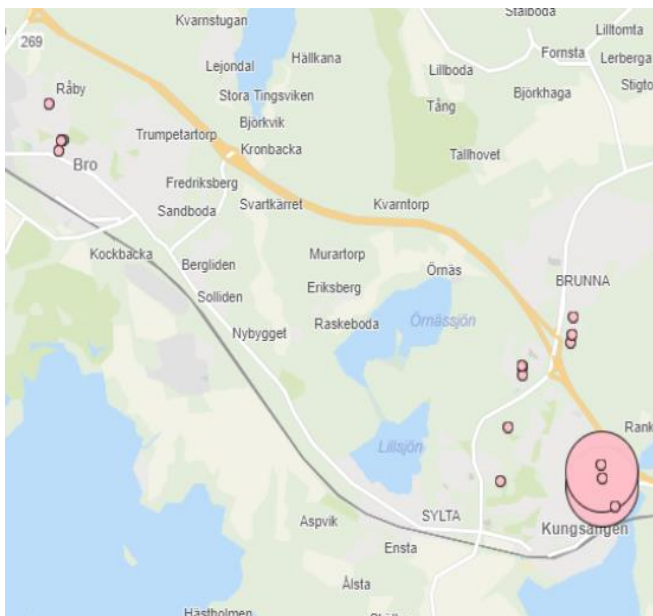 Kvarnstugan
Stålboda
Lilltomta
269
Hällkana
Fornsta
Lerberga
Lejondal
Lillboda
Råby
Stora Tingsviken
Björkhaga
Stigto
Tång
Björkvik
Trumpetartorp
Kronbacka
Tallhovet
Bro
Fredriksberg
Svartkärret
Kvarntorp
Sandboda
Kockbacka
Murartorp
Bergliden
Örnäs
BRUNNA
Eriksberg
Solliden
Raskeboda
Örnässjön
Nybygget
Rank
Lillsjön
SYLTA
Aspvik
Kungsängen
Ensta
Ålsta
Hästholmen